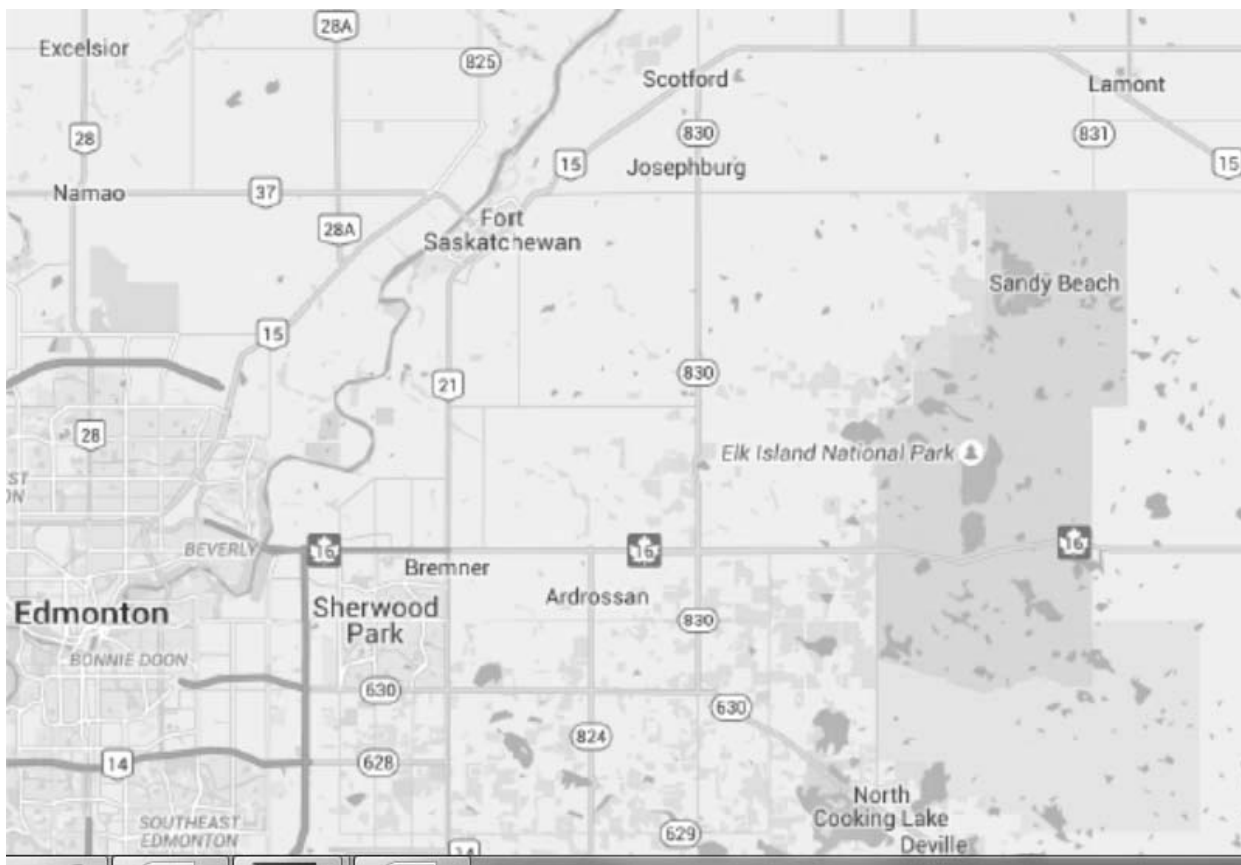 28A
Excelsior
825
Scotford
Lamont
28
830
831
15
Josephburg
15
Namao
37
28A
Fort
Saskatchewan
Sandy Beach
15
830
21
28
Elk Island National Park
BEVERLY
16
16
16
Bremner
Ardrossan
Edmonton
Sherwood
Park
830
BONNIE DOON
630
630
824
14
628
North
Cooking Lake
SOUTHEAST
EDMONTON
629
Deville